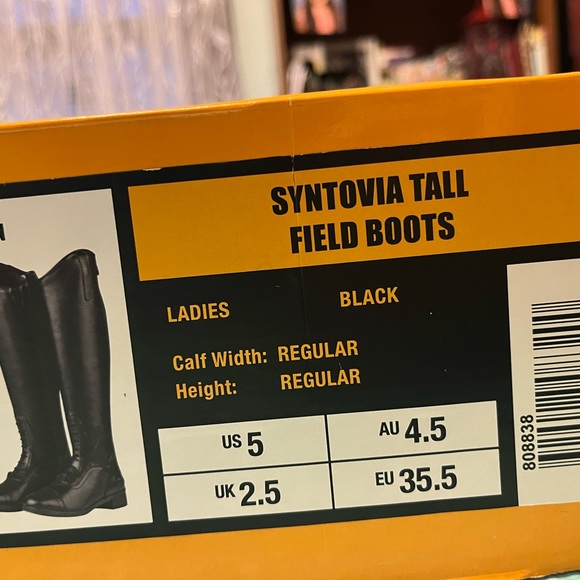 SYNTOVIA TALL
FIELD BOOTS
LADIES BLACK
Calf Width: REGULAR
Height: REGULAR
US 5 AU 4.5
UK 2.5 EU 35.5
808838